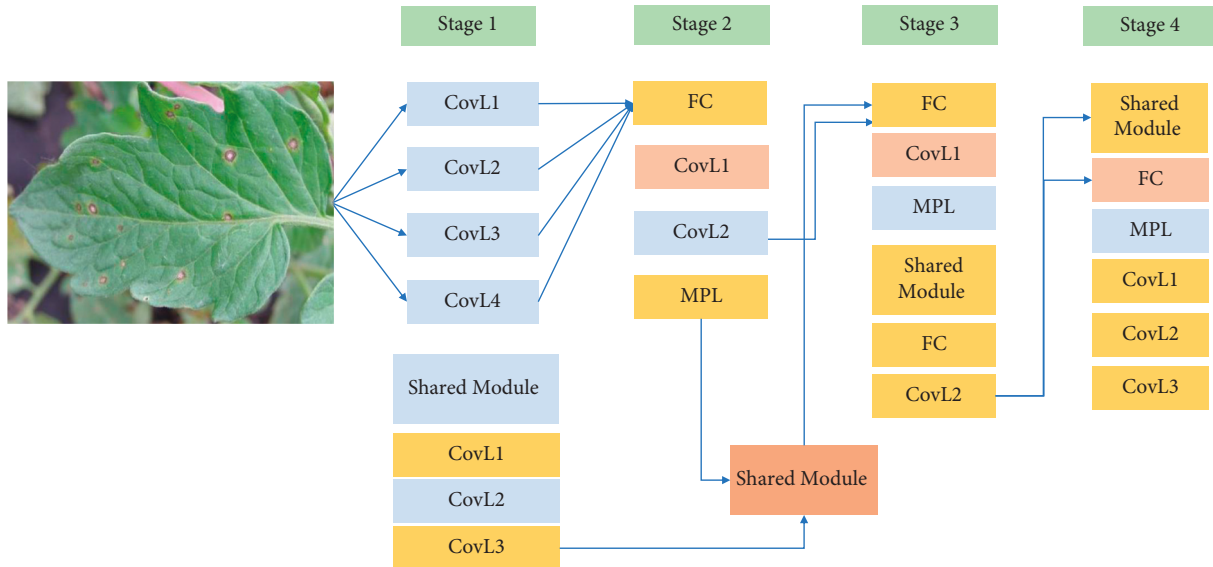 Stage 1
Stage 2
Stage 3
Stage 4
CovL1
CovL2
CovL3
CovL4
Shared Module
CovL1
CovL2
CovL3
FC
CovL1
CovL2
MPL
Shared Module
FC
CovL1
MPL
Shared
Module
FC
CovL2
Shared
Module
FC
MPL
CovL1
CovL2
CovL3